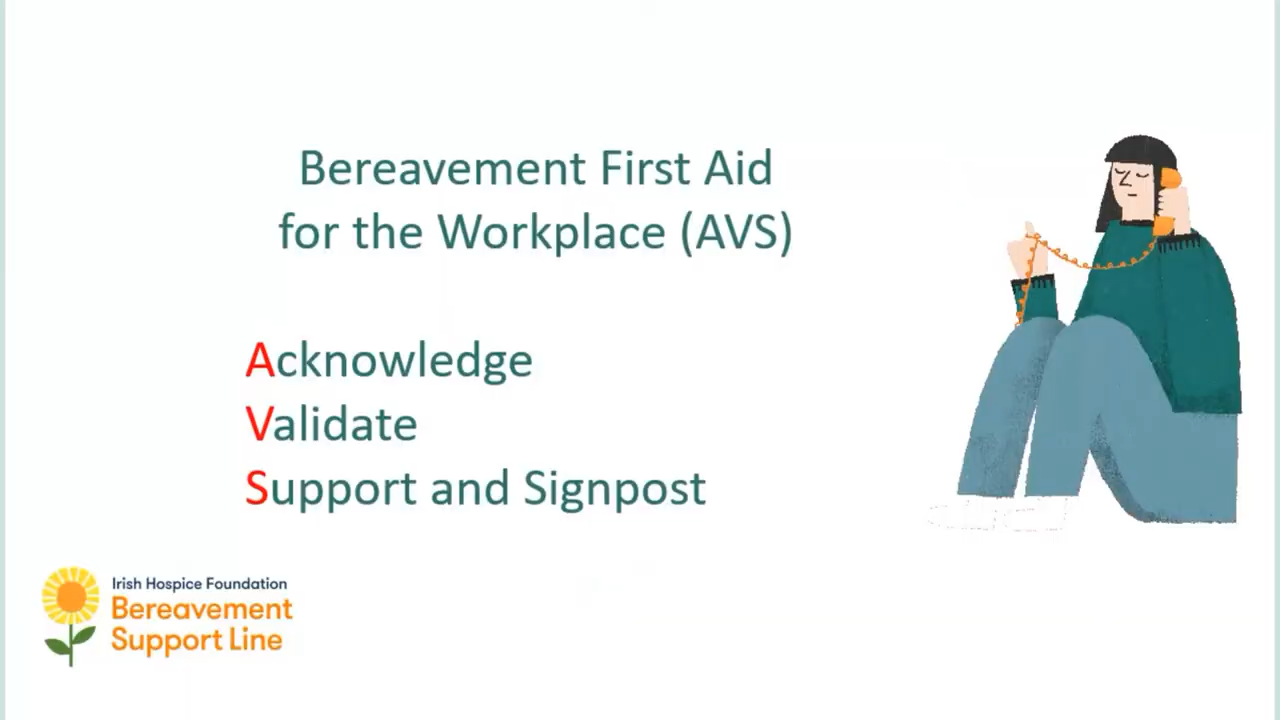 Bereavement First Aid
for the Workplace (AVS)
Acknowledge
Validate
Support and Signpost
Irish Hospice Foundation
Bereavement
Support Line